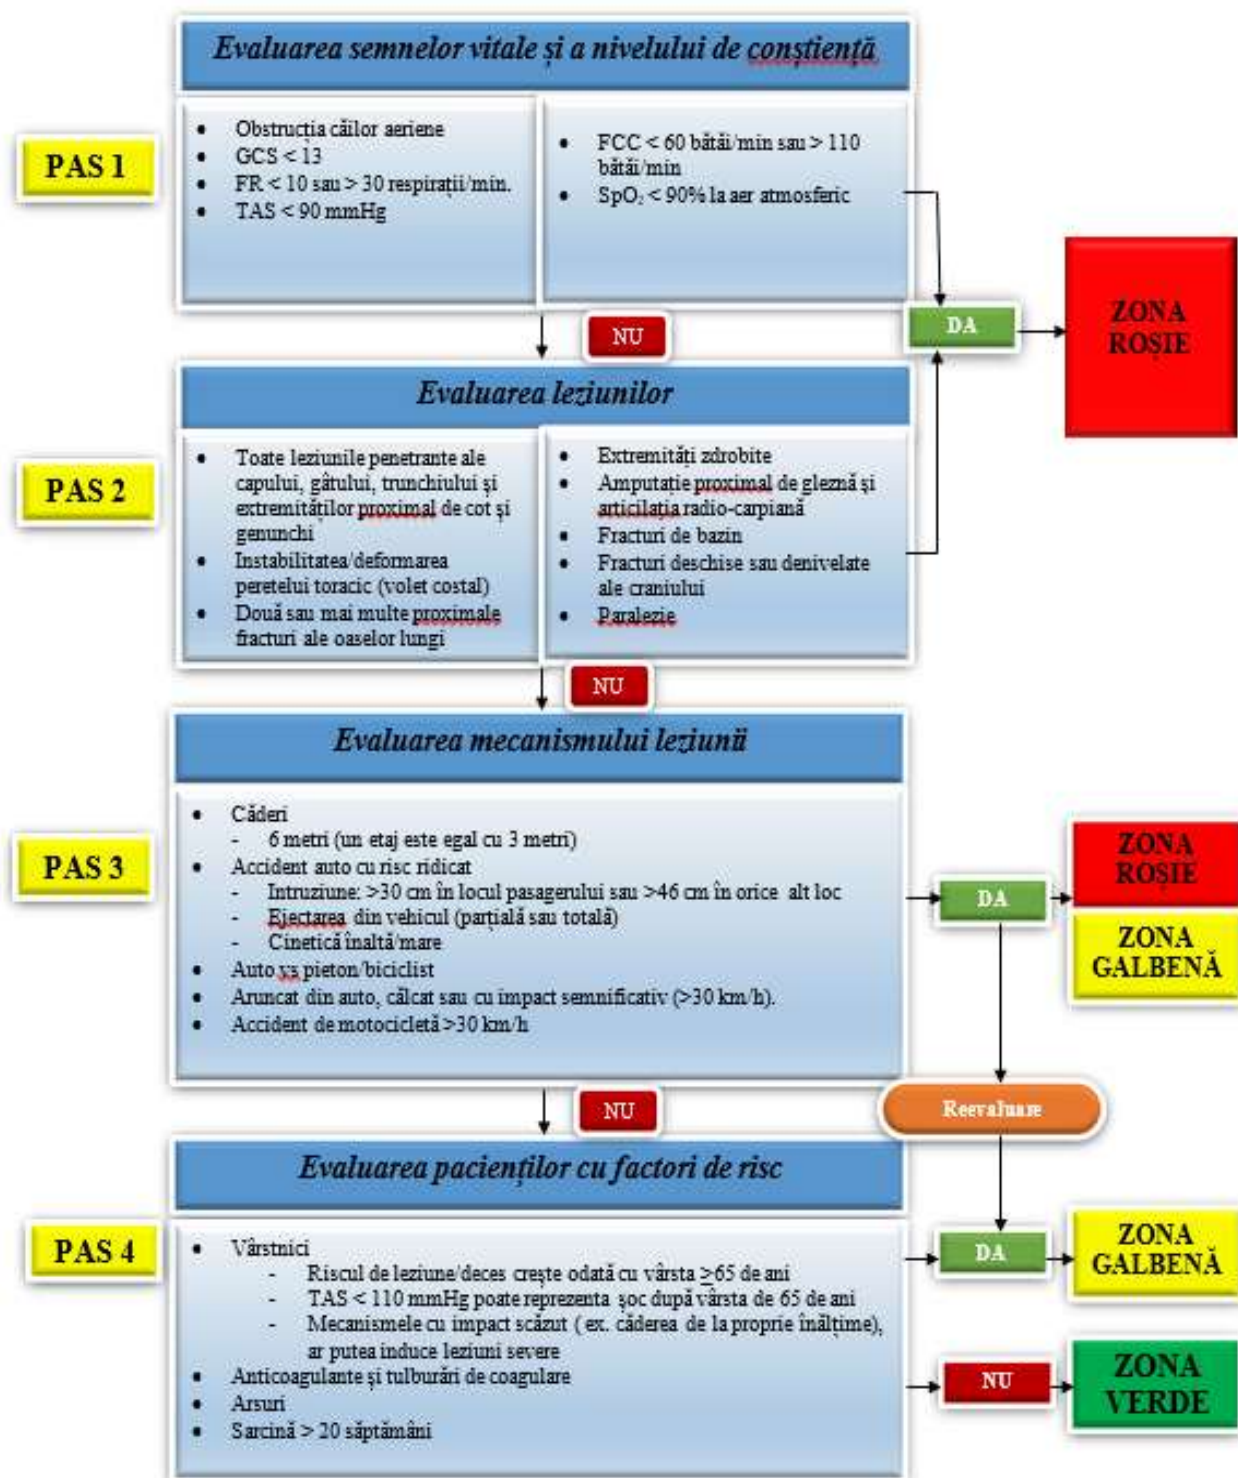 Evaluarea semnelor vitale și a nivelului de conștiență
PAS 1
• Obstrucția căilor aeriene
• GCS < 13
• FR < 10 sau > 30 respirații/min.
• TAS < 90 mmHg
• FCC < 60 bătăi/min sau > 110
bătăi/min
• SpO₂ < 90% la aer atmosferic
DA
ZONA
ROȘIE
NU
Evaluarea leziunilor
PAS 2
• Toate leziunile penetrante ale
capului, gâtului, trunchiului și
extremităților proximal de cot și
genunchi
• Instabilitatea/deformarea
peretelui toracic (volet costal)
• Două sau mai multe proximale
fracturi ale oaselor lungi
• Extremități zdrobite
• Amputație proximal de gleznă și
articilația radio-carpiană
• Fracturi de bazin
• Fracturi deschise sau denivelate
ale craniului
• Paralezie
NU
Evaluarea mecanismului leziunii
PAS 3
• Căderi
- 6 metri (un etaj este egal cu 3 metri)
• Accident auto cu risc ridicat
- Intruziune: >30 cm în locul pasagerului sau >46 cm în orice alt loc
- Ejectarea din vehicul (parțială sau totală)
- Cinetică înaltă/mare
• Auto vs pieton/biciclist
• Aruncat din auto, călcat sau cu impact semnificativ (>30 km/h).
• Accident de motocicletă >30 km/h
DA
ZONA
ROȘIE
ZONA
GALBENĂ
NU
Reevaluare
Evaluarea pacienților cu factori de risc
PAS 4
• Vârstnici
- Riscul de leziune/deces crește odată cu vârsta ≥65 de ani
- TAS < 110 mmHg poate reprezenta șoc după vârsta de 65 de ani
- Mecanismele cu impact scăzut ( ex. căderea de la proprie înălțime),
ar putea induce leziuni severe
• Anticoagulante și tulburări de coagulare
• Arsuri
• Sarcină > 20 săptămâni
DA
ZONA
GALBENĂ
NU
ZONA
VERDE